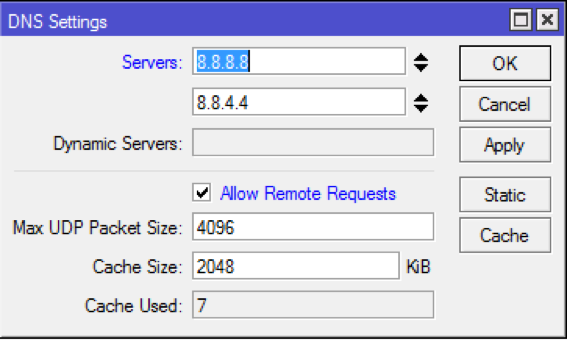 DNS Settings
Servers: 8.8.8.8 OK
8.8.4.4 Cancel
Dynamic Servers: Apply
Allow Remote Requests Static
Max UDP Packet Size: 4096 Cache
Cache Size: 2048 KiB
Cache Used: 7